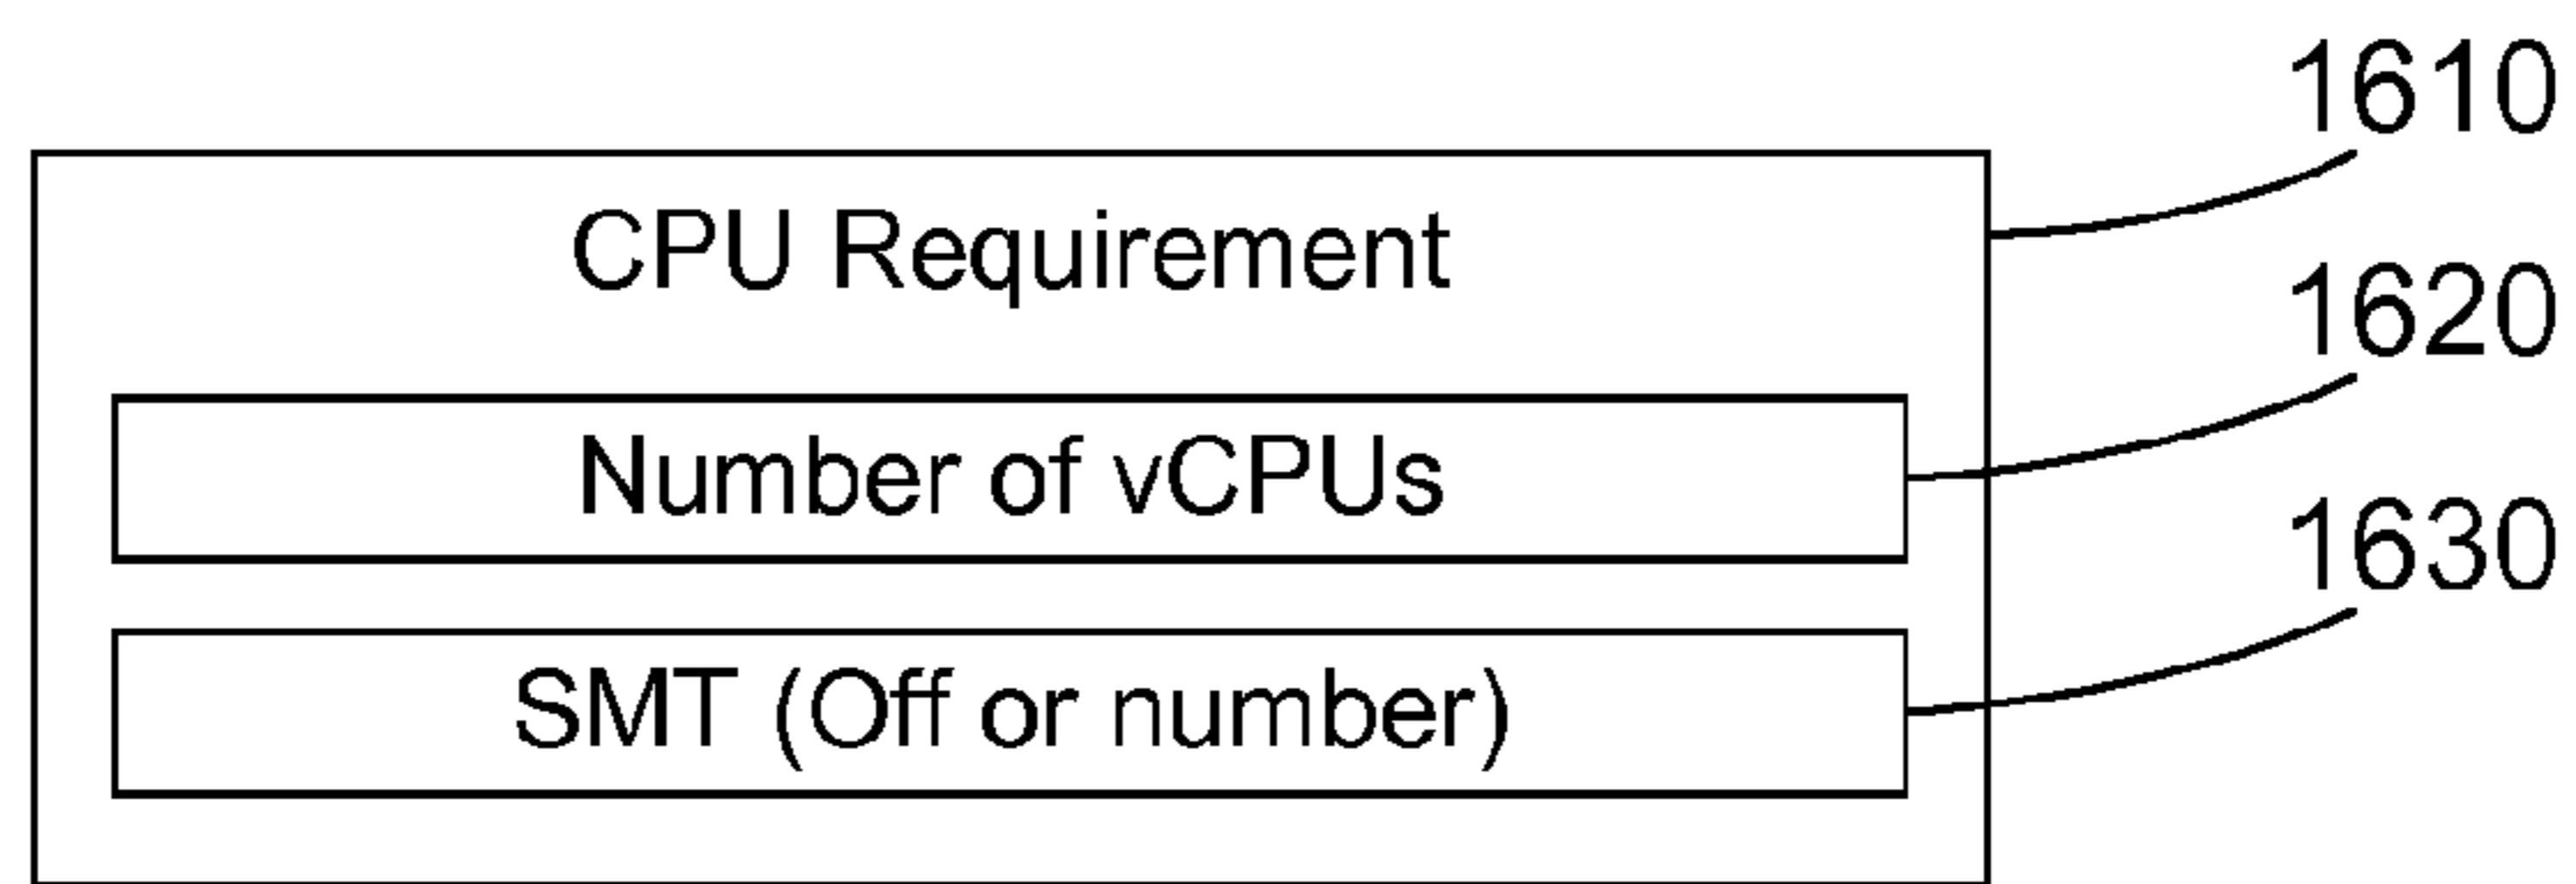 1610
CPU Requirement
1620
Number of vCPUs
1630
SMT (Off or number)